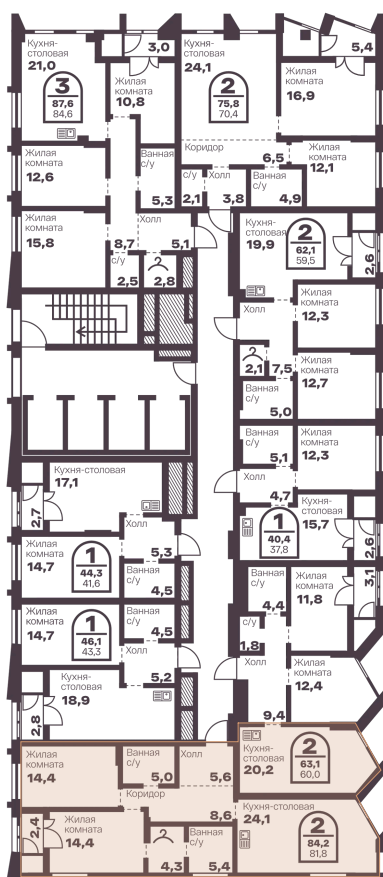 Кухня-
столовая
21,0
3
87,6
84,6
3,0
Жилая
комната
10,8
Кухня-
столовая
24,1
2
75,8
70,4
5,4
Жилая
комната
16,9
Жилая
комната
12,6
Ванная
с/у
5,3
Коридор
6,5
Жилая
комната
12,1
с/у
2,1
Холл
3,8
Ванная
с/у
4,9
Жилая
комната
15,8
8,7
Холл
5,1
с/у
2,5
2,8
Кухня-
столовая
19,9
2
62,1
59,5
2,6
Холл
Жилая
комната
12,3
2,1
7,5
Жилая
комната
12,7
Ванная
с/у
5,0
Ванная
с/у
5,1
Жилая
комната
12,3
Кухня-столовая
17,1
2,7
Холл
5,3
4,7
Кухня-
столовая
15,7
1
40,4
37,8
2,6
Жилая
комната
14,7
1
44,3
41,6
Ванная
с/у
4,5
Жилая
комната
11,8
3,1
4,4
Жилая
комната
14,7
1
46,1
43,3
Ванная
с/у
4,5
с/у
1,8
Холл
5,2
Кухня-
столовая
18,9
2,8
Холл
9,4
Жилая
комната
12,4
Жилая
комната
14,4
Ванная
с/у
5,0
Холл
5,6
Кухня-
столовая
20,2
2
63,1
60,0
Коридор
8,6
2,4
Жилая
комната
14,4
4,3
Ванная
с/у
5,4
Кухня-столовая
24,1
2
84,2
81,8